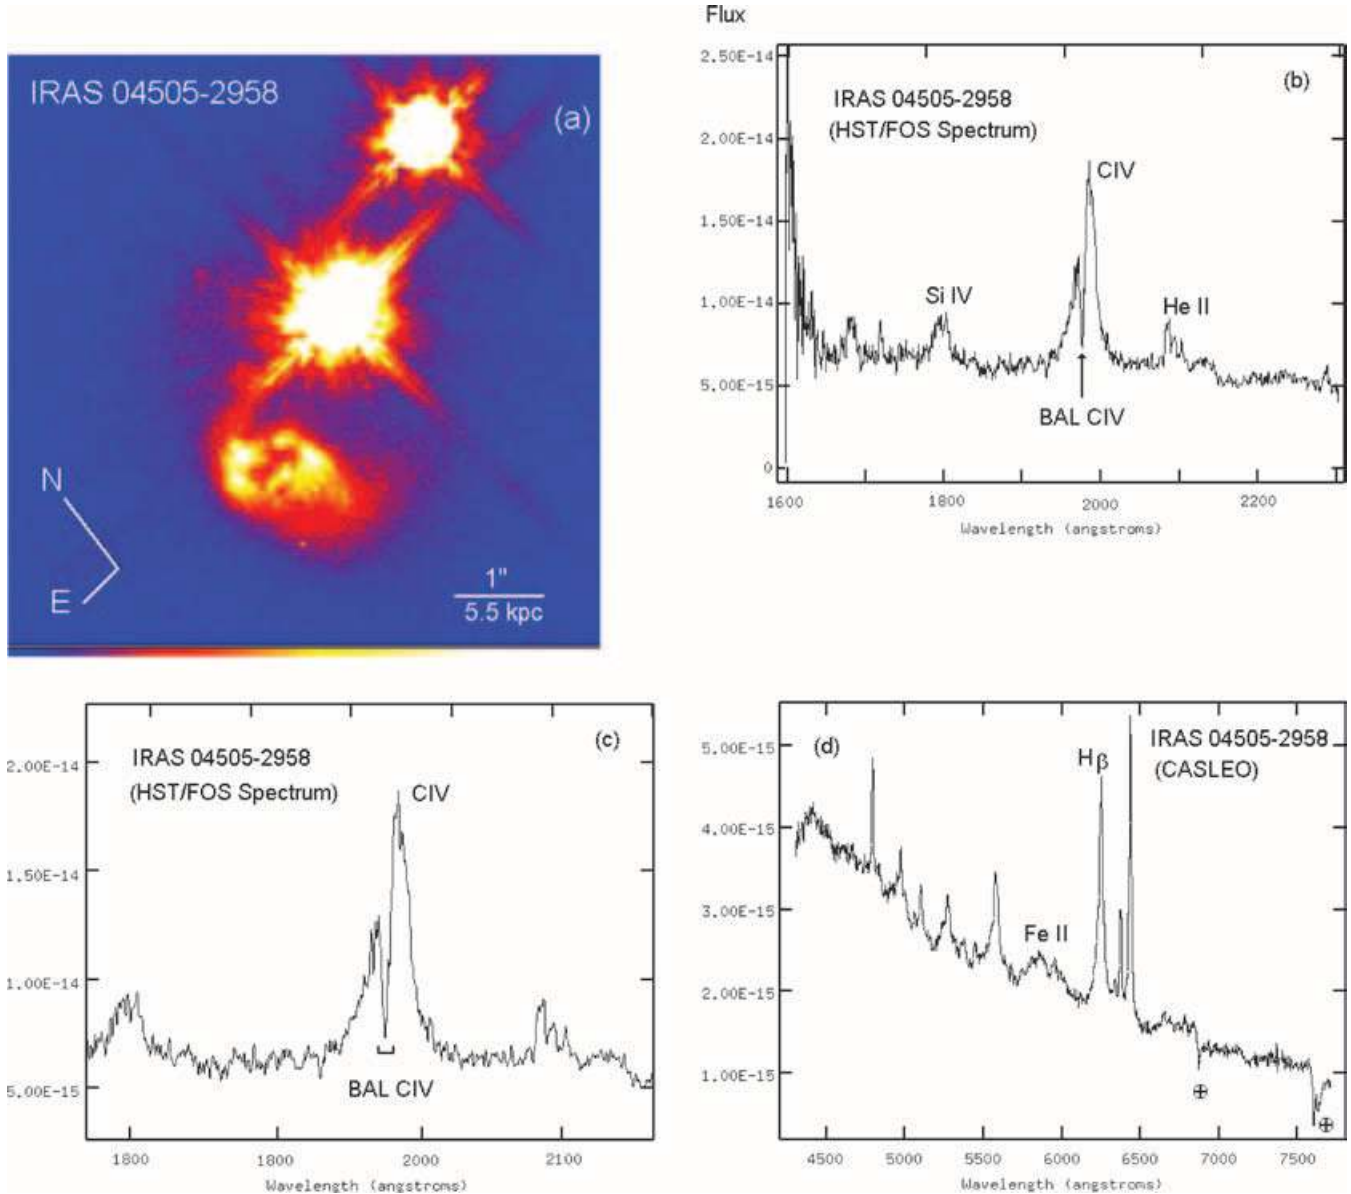 IRAS 04505-2958
(a)
N
E
1"
5.5 kpc
Flux
2.50E-14
2.00E-14
1.50E-14
1.00E-14
5.00E-15
0
(b)
IRAS 04505-2958
(HST/FOS Spectrum)
CIV
Si IV
He II
BAL CIV
1600
1800
2000
2200
Wavelength (angstroms)
(c)
2.00E-14
1.50E-14
1.00E-14
5.00E-15
IRAS 04505-2958
(HST/FOS Spectrum)
CIV
BAL CIV
1800
1800
2000
2100
Wavelength (angstroms)
(d)
5.00E-15
4.00E-15
3.00E-15
2.00E-15
1.00E-15
IRAS 04505-2958
(CASLEO)
Hβ
Fe II
4500
5000
5500
6000
6500
7000
7500
Wavelength (angstroms)